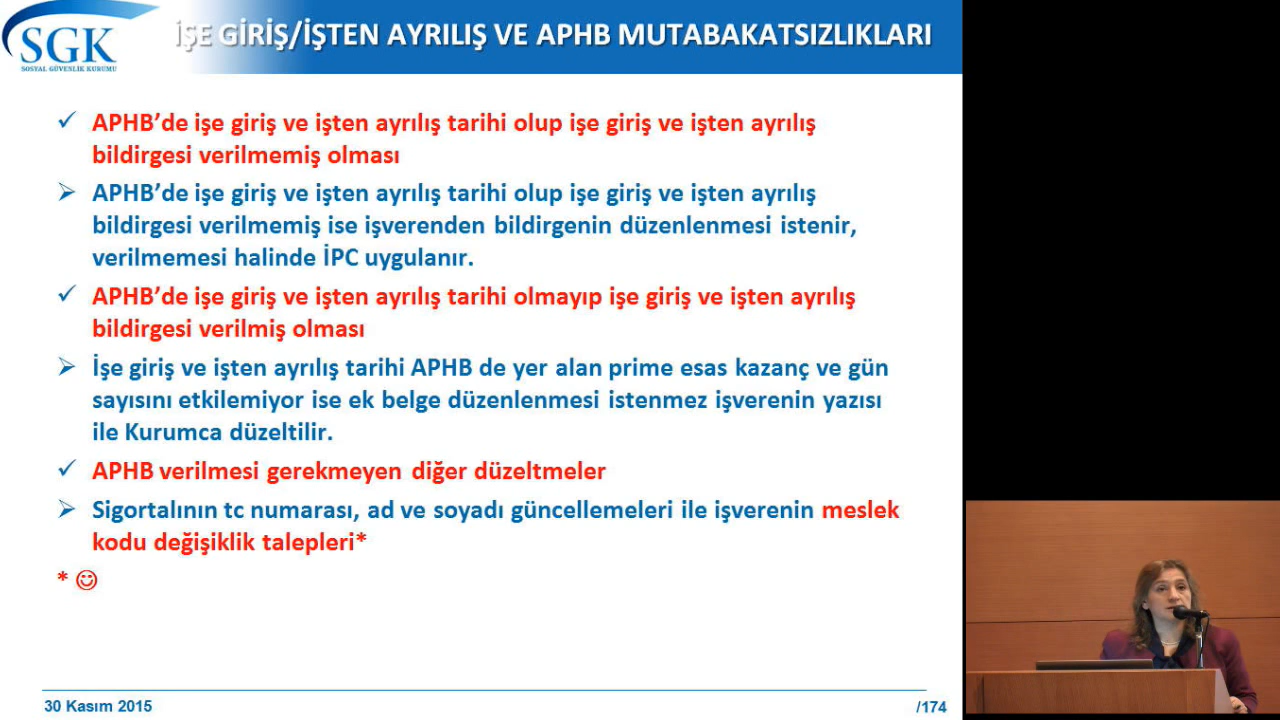 SGK
SOSYAL GÜVENLİK KURUMU
İŞE GİRİŞ/İŞTEN AYRILIŞ VE APHB MUTABAKATSIZLIKLARI
✓ APHB’de işe giriş ve işten ayrılış tarihi olup işe giriş ve işten ayrılış
bildirgesi verilmemiş olması
➢ APHB’de işe giriş ve işten ayrılış tarihi olup işe giriş ve işten ayrılış
bildirgesi verilmemiş ise işverenden bildirgenin düzenlenmesi istenir,
verilmemesi halinde İPC uygulanır.
✓ APHB’de işe giriş ve işten ayrılış tarihi olmayıp işe giriş ve işten ayrılış
bildirgesi verilmiş olması
➢ İşe giriş ve işten ayrılış tarihi APHB de yer alan prime esas kazanç ve gün
sayısını etkilemiyor ise ek belge düzenlenmesi istenmez işverenin yazısı
ile Kurumca düzeltilir.
✓ APHB verilmesi gerekmeyen diğer düzeltmeler
➢ Sigortalının tc numarası, ad ve soyadı güncellemeleri ile işverenin meslek
kodu değişiklik talepleri*
* ☺
30 Kasım 2015
/174